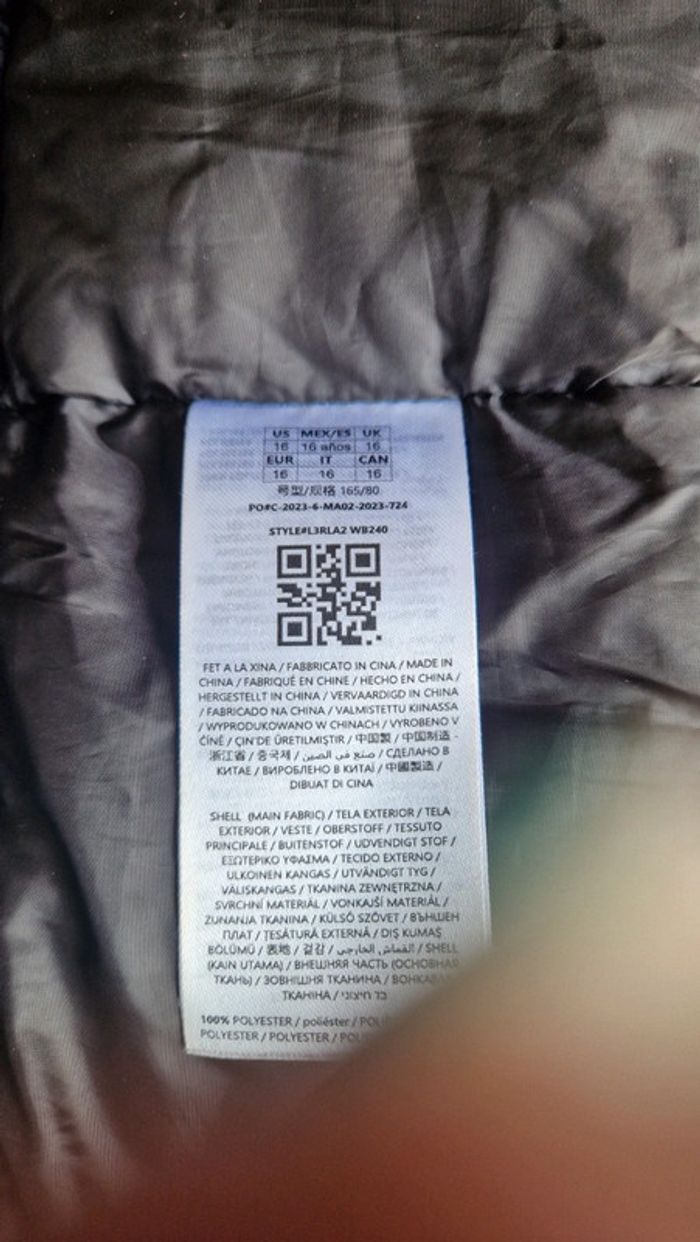 US MEX/ES UK
16 16 años 16
EUR IT CAN
16 16 16
号型/规格 165/80
PO#C-2023-6-MA02-2023-724
STYLE#L3RLA2 WB240
FET A LA XINA / FABBRICATO IN CINA / MADE IN
CHINA / FABRIQUÉ EN CHINE / HECHO EN CHINA /
HERGESTELLT IN CHINA / VERVAARDIGD IN CHINA
/ FABRICADO NA CHINA / VALMISTETTU KIINASSA
/ WYPRODUKOWANO W CHINACH / VYROBENO V
ČÍNĚ / ÇIN'DE ÜRETILMIŞTIR / 中国製 / 中国制造 -
浙江省 / 중국제 / صنع في الصين / СДЕЛАНО В
КИТАЕ / ВИРОБЛЕНО В КИТАЇ / 中國製造 /
DIBUAT DI CINA
SHELL (MAIN FABRIC) / TELA EXTERIOR / TELA
EXTERIOR / VESTE / OBERSTOFF / TESSUTO
PRINCIPALE / BUITENSTOF / UDVENDIGT STOF /
ΕΞΩΤΕΡΙΚΟ ΥΦΑΣΜΑ / TECIDO EXTERNO /
ULKOINEN KANGAS / UTVÄNDIGT TYG /
VÄLISKANGAS / TKANINA ZEWNĘTRZNA /
SVRCHNÍ MATERIÁL / VONKAJŠÍ MATERIÁL /
ZUNANJA TKANINA / KÜLSŐ SZÖVET / ВЪНШЕН
ПЛАТ / ȚESĂTURĂ EXTERNĂ / DIŞ KUMAŞ
BÖLÜMÜ / 表地 / 겉감 / القماش الخارجي / SHELL
(KAIN UTAMA) / ВНЕШНЯЯ ЧАСТЬ (ОСНОВНАЯ
ТКАНЬ) / ЗОВНІШНЯ ТКАНИНА /
ТКАНІНА / בד חיצוני
100% POLYESTER / poliéster /
POLYESTER / POLYESTER /